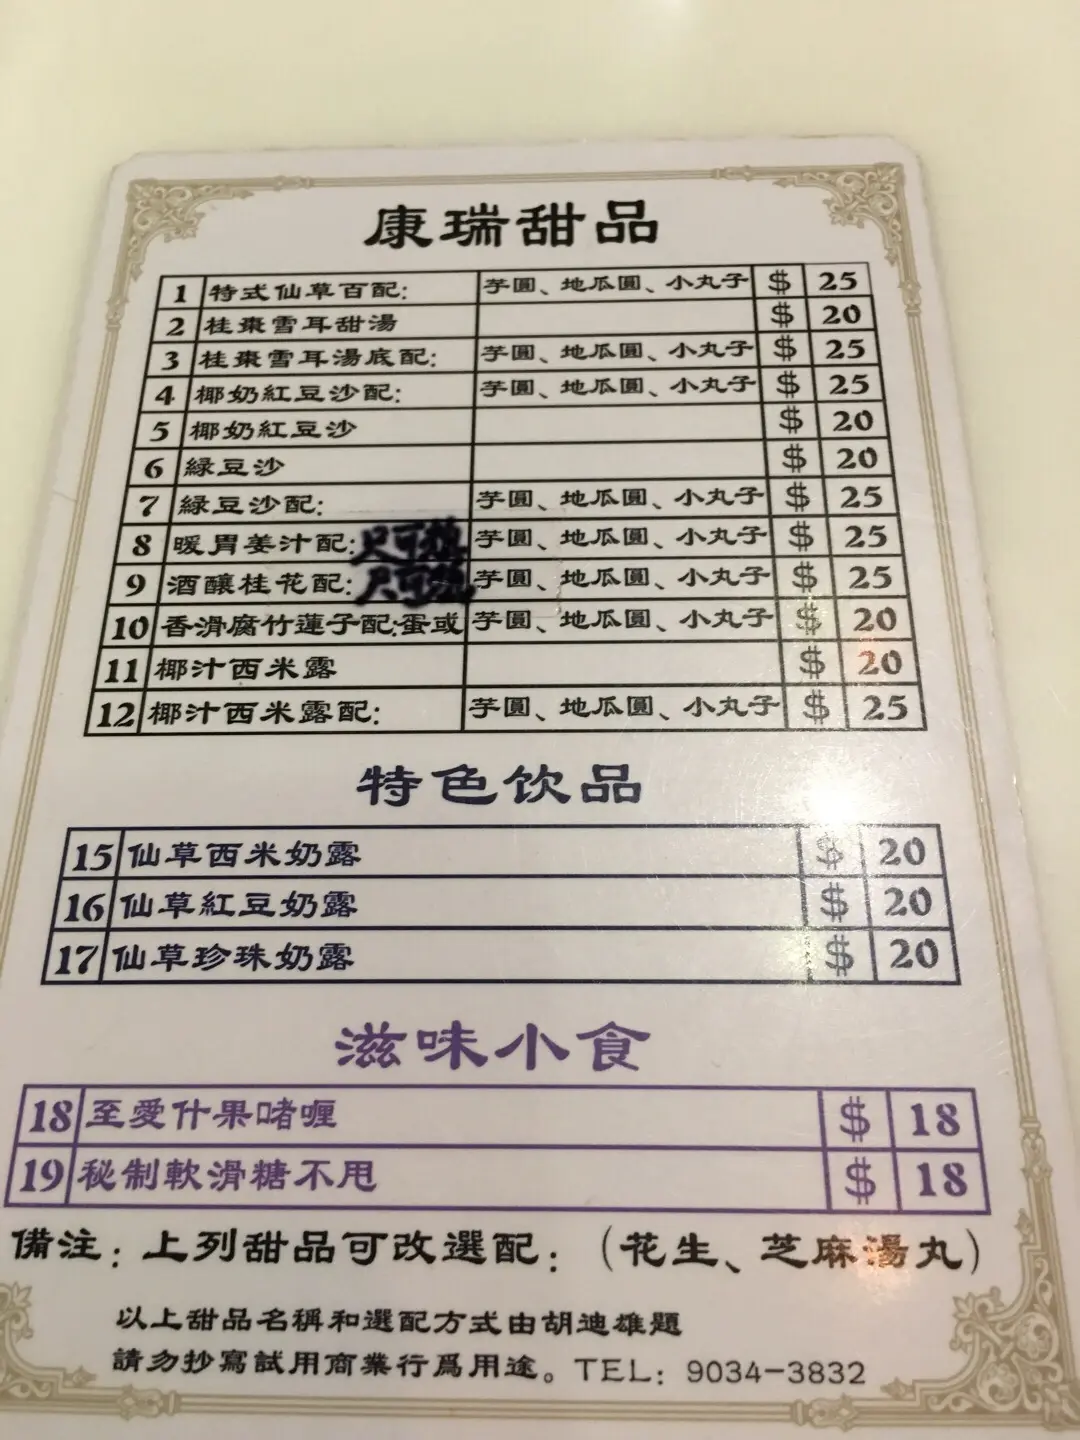 康瑞甜品
1 特式仙草百配: 芋圓、地瓜圓、小丸子 $ 25
2 桂棗雪耳甜湯 $ 20
3 桂棗雪耳湯底配: 芋圓、地瓜圓、小丸子 $ 25
4 椰奶紅豆沙配: 芋圓、地瓜圓、小丸子 $ 25
5 椰奶紅豆沙 $ 20
6 緑豆沙 $ 20
7 緑豆沙配: 芋圓、地瓜圓、小丸子 $ 25
8 暖胃姜汁配: 芋圓、地瓜圓、小丸子 $ 25
9 酒釀桂花配: 芋圓、地瓜圓、小丸子 $ 25
10 香滑腐竹蓮子配:蛋或 芋圓、地瓜圓、小丸子 $ 20
11 椰汁西米露 $ 20
12 椰汁西米露配: 芋圓、地瓜圓、小丸子 $ 25
特色饮品
15 仙草西米奶露 $ 20
16 仙草紅豆奶露 $ 20
17 仙草珍珠奶露 $ 20
滋味小食
18 至愛什果啫喱 $ 18
19 秘制軟滑糖不甩 $ 18
備注:上列甜品可改選配:(花生、芝麻湯丸)
以上甜品名稱和選配方式由胡迪雄題
請勿抄寫試用商業行爲用途。TEL: 9034-3832